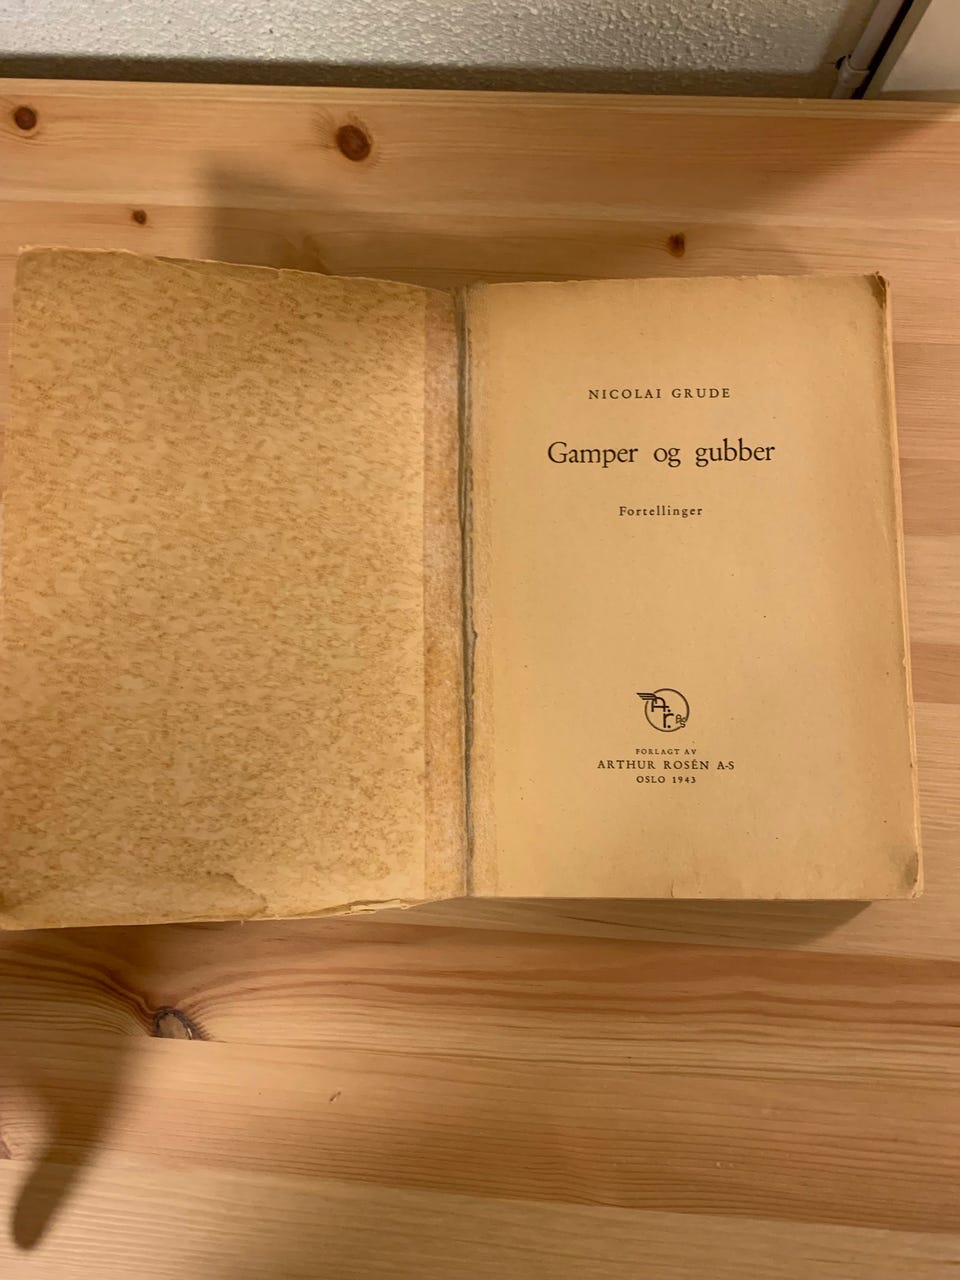 NICOLAI GRUDE
Gamper og gubber
Fortellinger
A.r.
A/S
FORLAGT AV
ARTHUR ROSÉN A-S
OSLO 1943